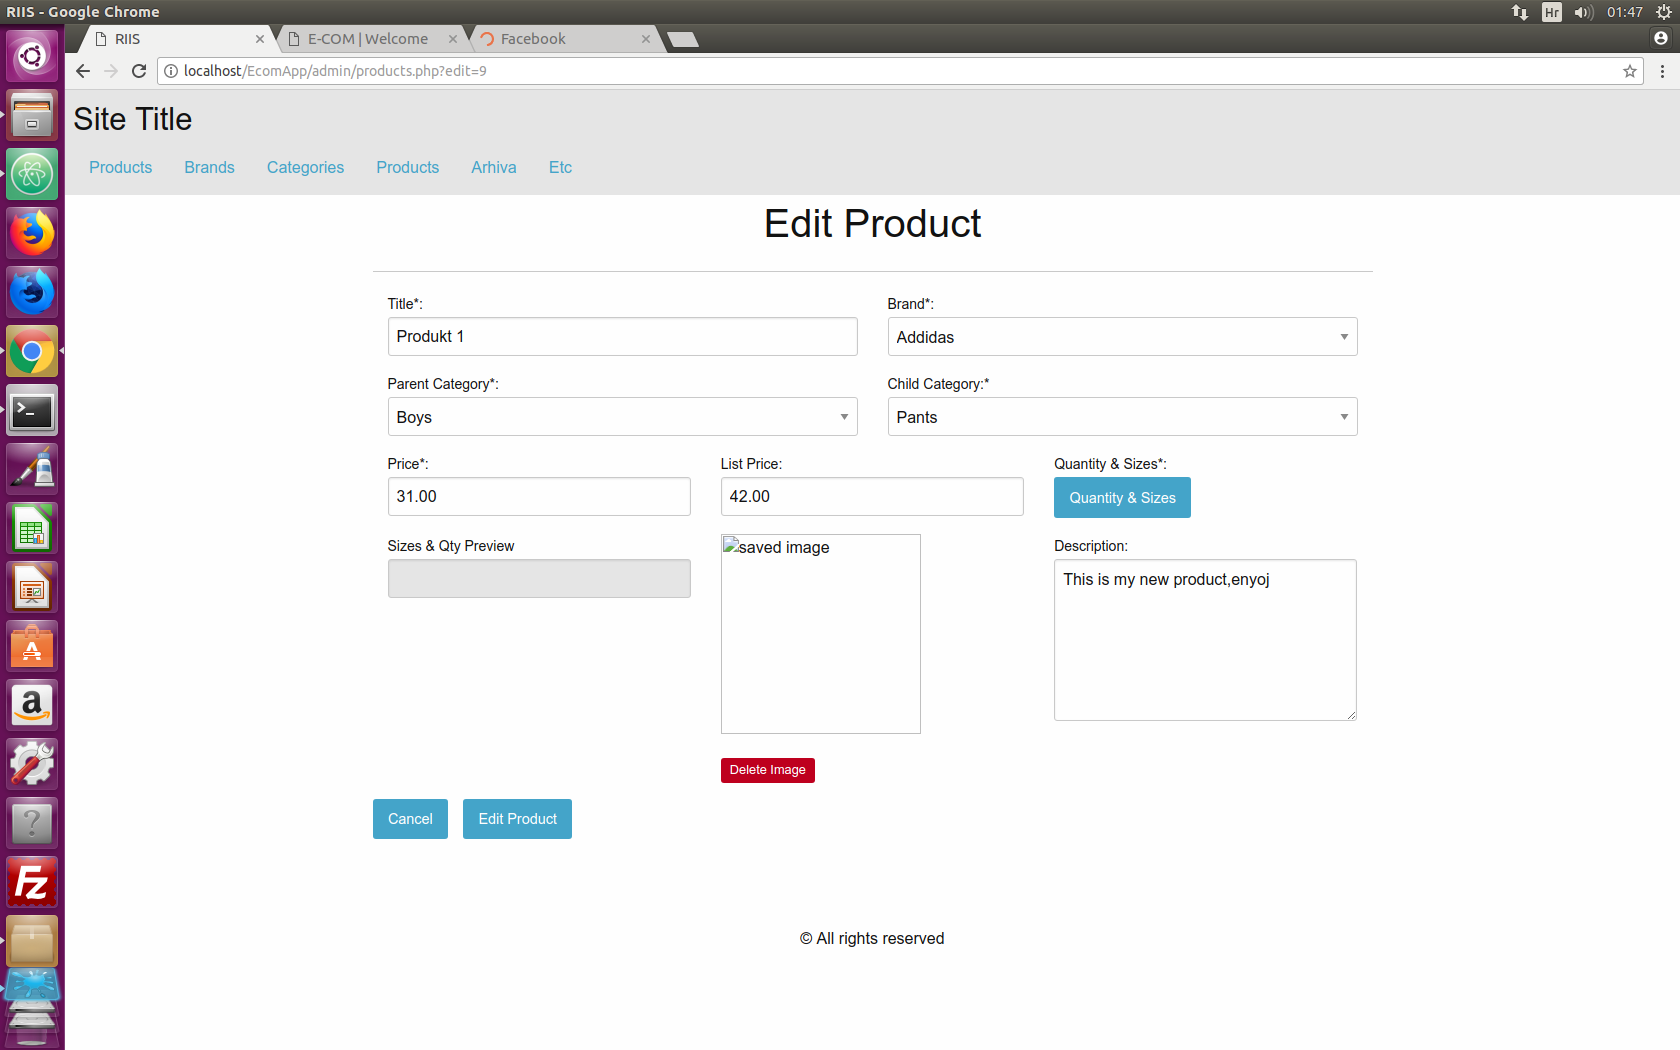 RIIS - Google Chrome
Hr
01:47
RIIS
E-COM | Welcome
Facebook
localhost/EcomApp/admin/products.php?edit=9
Site Title
Products Brands Categories Products Arhiva Etc
Edit Product
Title*:
Brand*:
Produkt 1
Addidas
Parent Category*:
Child Category:*
Boys
Pants
Price*:
List Price:
Quantity & Sizes*:
31.00
42.00
Quantity & Sizes
Sizes & Qty Preview
saved image
Description:
This is my new product,enyoj
Delete Image
Cancel
Edit Product
© All rights reserved